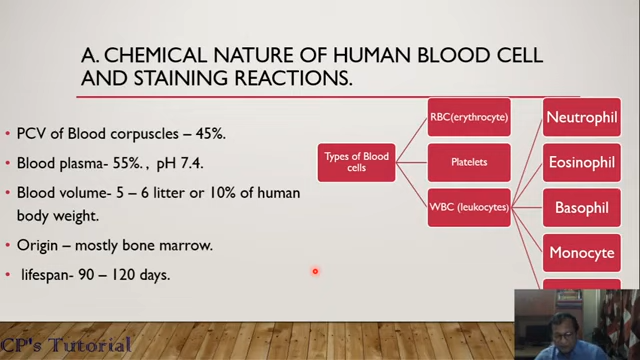 A. CHEMICAL NATURE OF HUMAN BLOOD CELL
AND STAINING REACTIONS.
• PCV of Blood corpuscles – 45%.
• Blood plasma- 55%. , pH 7.4.
• Blood volume- 5 – 6 litter or 10% of human
body weight.
• Origin – mostly bone marrow.
• lifespan- 90 – 120 days.
Types of Blood
cells
RBC(erythrocyte)
Platelets
WBC (leukocytes)
Neutrophil
Eosinophil
Basophil
Monocyte
CP's Tutorial